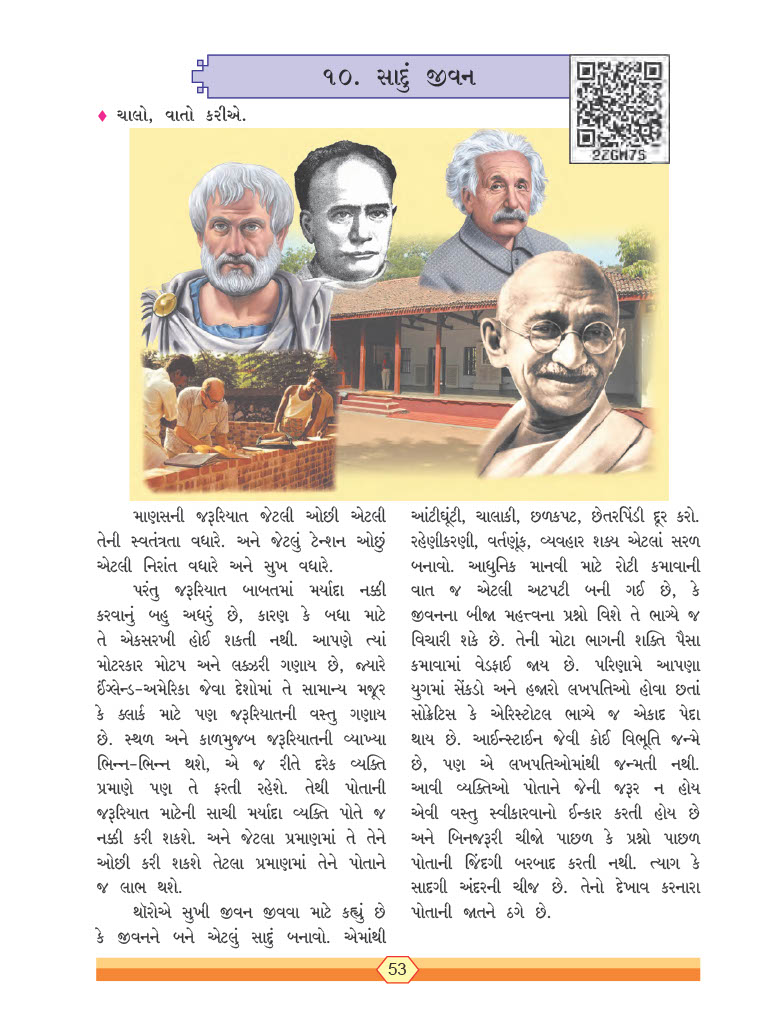 ૧૦. સાદું જીવન
2ZGM7S
♦ ચાલો, વાતો કરીએ.
માણસની જરૂરિયાત જેટલી ઓછી એટલી
તેની સ્વતંત્રતા વધારે. અને જેટલું ટેન્શન ઓછું
એટલી નિરાંત વધારે અને સુખ વધારે.
પરંતુ જરૂરિયાત બાબતમાં મર્યાદા નક્કી
કરવાનું બહુ અઘરું છે, કારણ કે બધા માટે
તે એકસરખી હોઈ શકતી નથી. આપણે ત્યાં
મોટરકાર મોટપ અને લક્ઝરી ગણાય છે, જ્યારે
ઈંગ્લેન્ડ-અમેરિકા જેવા દેશોમાં તે સામાન્ય મજૂર
કે ક્લાર્ક માટે પણ જરૂરિયાતની વસ્તુ ગણાય
છે. સ્થળ અને કાળમુજબ જરૂરિયાતની વ્યાખ્યા
ભિન્ન-ભિન્ન થશે, એ જ રીતે દરેક વ્યક્તિ
પ્રમાણે પણ તે ફરતી રહેશે. તેથી પોતાની
જરૂરિયાત માટેની સાચી મર્યાદા વ્યક્તિ પોતે જ
નક્કી કરી શકશે. અને જેટલા પ્રમાણમાં તે તેને
ઓછી કરી શકશે તેટલા પ્રમાણમાં તેને પોતાને
જ લાભ થશે.
થૉરોએ સુખી જીવન જીવવા માટે કહ્યું છે
કે જીવનને બને એટલું સાદું બનાવો. એમાંથી
આંટીઘૂંટી, ચાલાકી, છળકપટ, છેતરપિંડી દૂર કરો.
રહેણીકરણી, વર્તણૂંક, વ્યવહાર શક્ય એટલાં સરળ
બનાવો. આધુનિક માનવી માટે રોટી કમાવાની
વાત જ એટલી અટપટી બની ગઈ છે, કે
જીવનના બીજા મહત્ત્વના પ્રશ્નો વિશે તે ભાગ્યે જ
વિચારી શકે છે. તેની મોટા ભાગની શક્તિ પૈસા
કમાવામાં વેડફાઈ જાય છે. પરિણામે આપણા
યુગમાં સેંકડો અને હજારો લખપતિઓ હોવા છતાં
સોક્રેટિસ કે એરિસ્ટોટલ ભાગ્યે જ એકાદ પેદા
થાય છે. આઈન્સ્ટાઈન જેવી કોઈ વિભૂતિ જન્મે
છે, પણ એ લખપતિઓમાંથી જન્મતી નથી.
આવી વ્યક્તિઓ પોતાને જેની જરૂર ન હોય
એવી વસ્તુ સ્વીકારવાનો ઈન્કાર કરતી હોય છે
અને બિનજરૂરી ચીજો પાછળ કે પ્રશ્નો પાછળ
પોતાની જિંદગી બરબાદ કરતી નથી. ત્યાગ કે
સાદગી અંદરની ચીજ છે. તેનો દેખાવ કરનારા
પોતાની જાતને ઠગે છે.
53